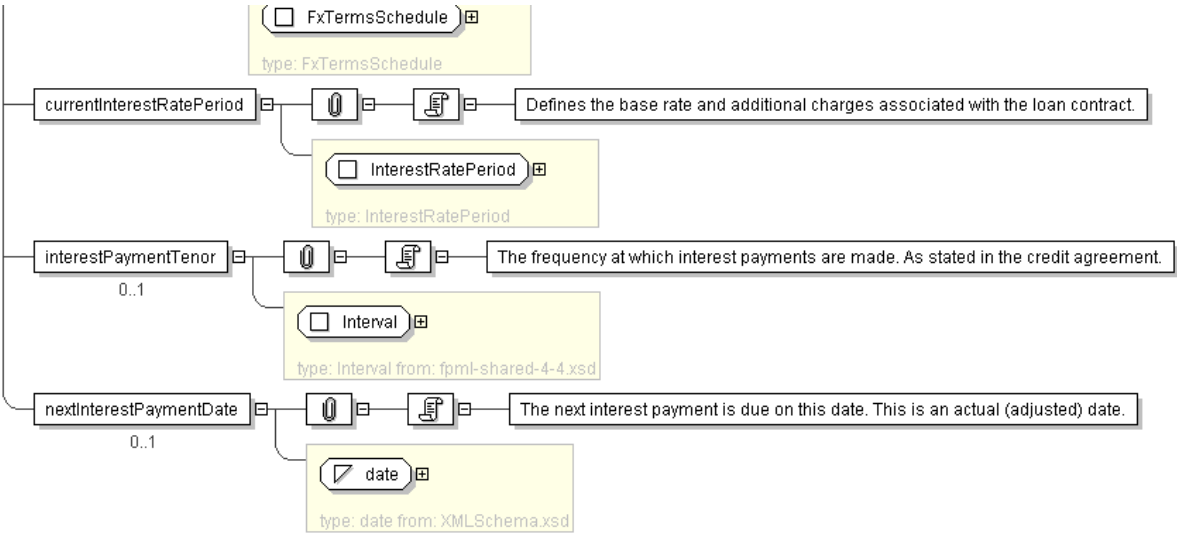 FxTermsSchedule
type: FxTermsSchedule
currentInterestRatePeriod
Defines the base rate and additional charges associated with the loan contract.
InterestRatePeriod
type: InterestRatePeriod
interestPaymentTenor
The frequency at which interest payments are made. As stated in the credit agreement.
0..1
Interval
type: Interval from: fpml-shared-4-4.xsd
nextInterestPaymentDate
The next interest payment is due on this date. This is an actual (adjusted) date.
0..1
date
type: date from: XMLSchema.xsd